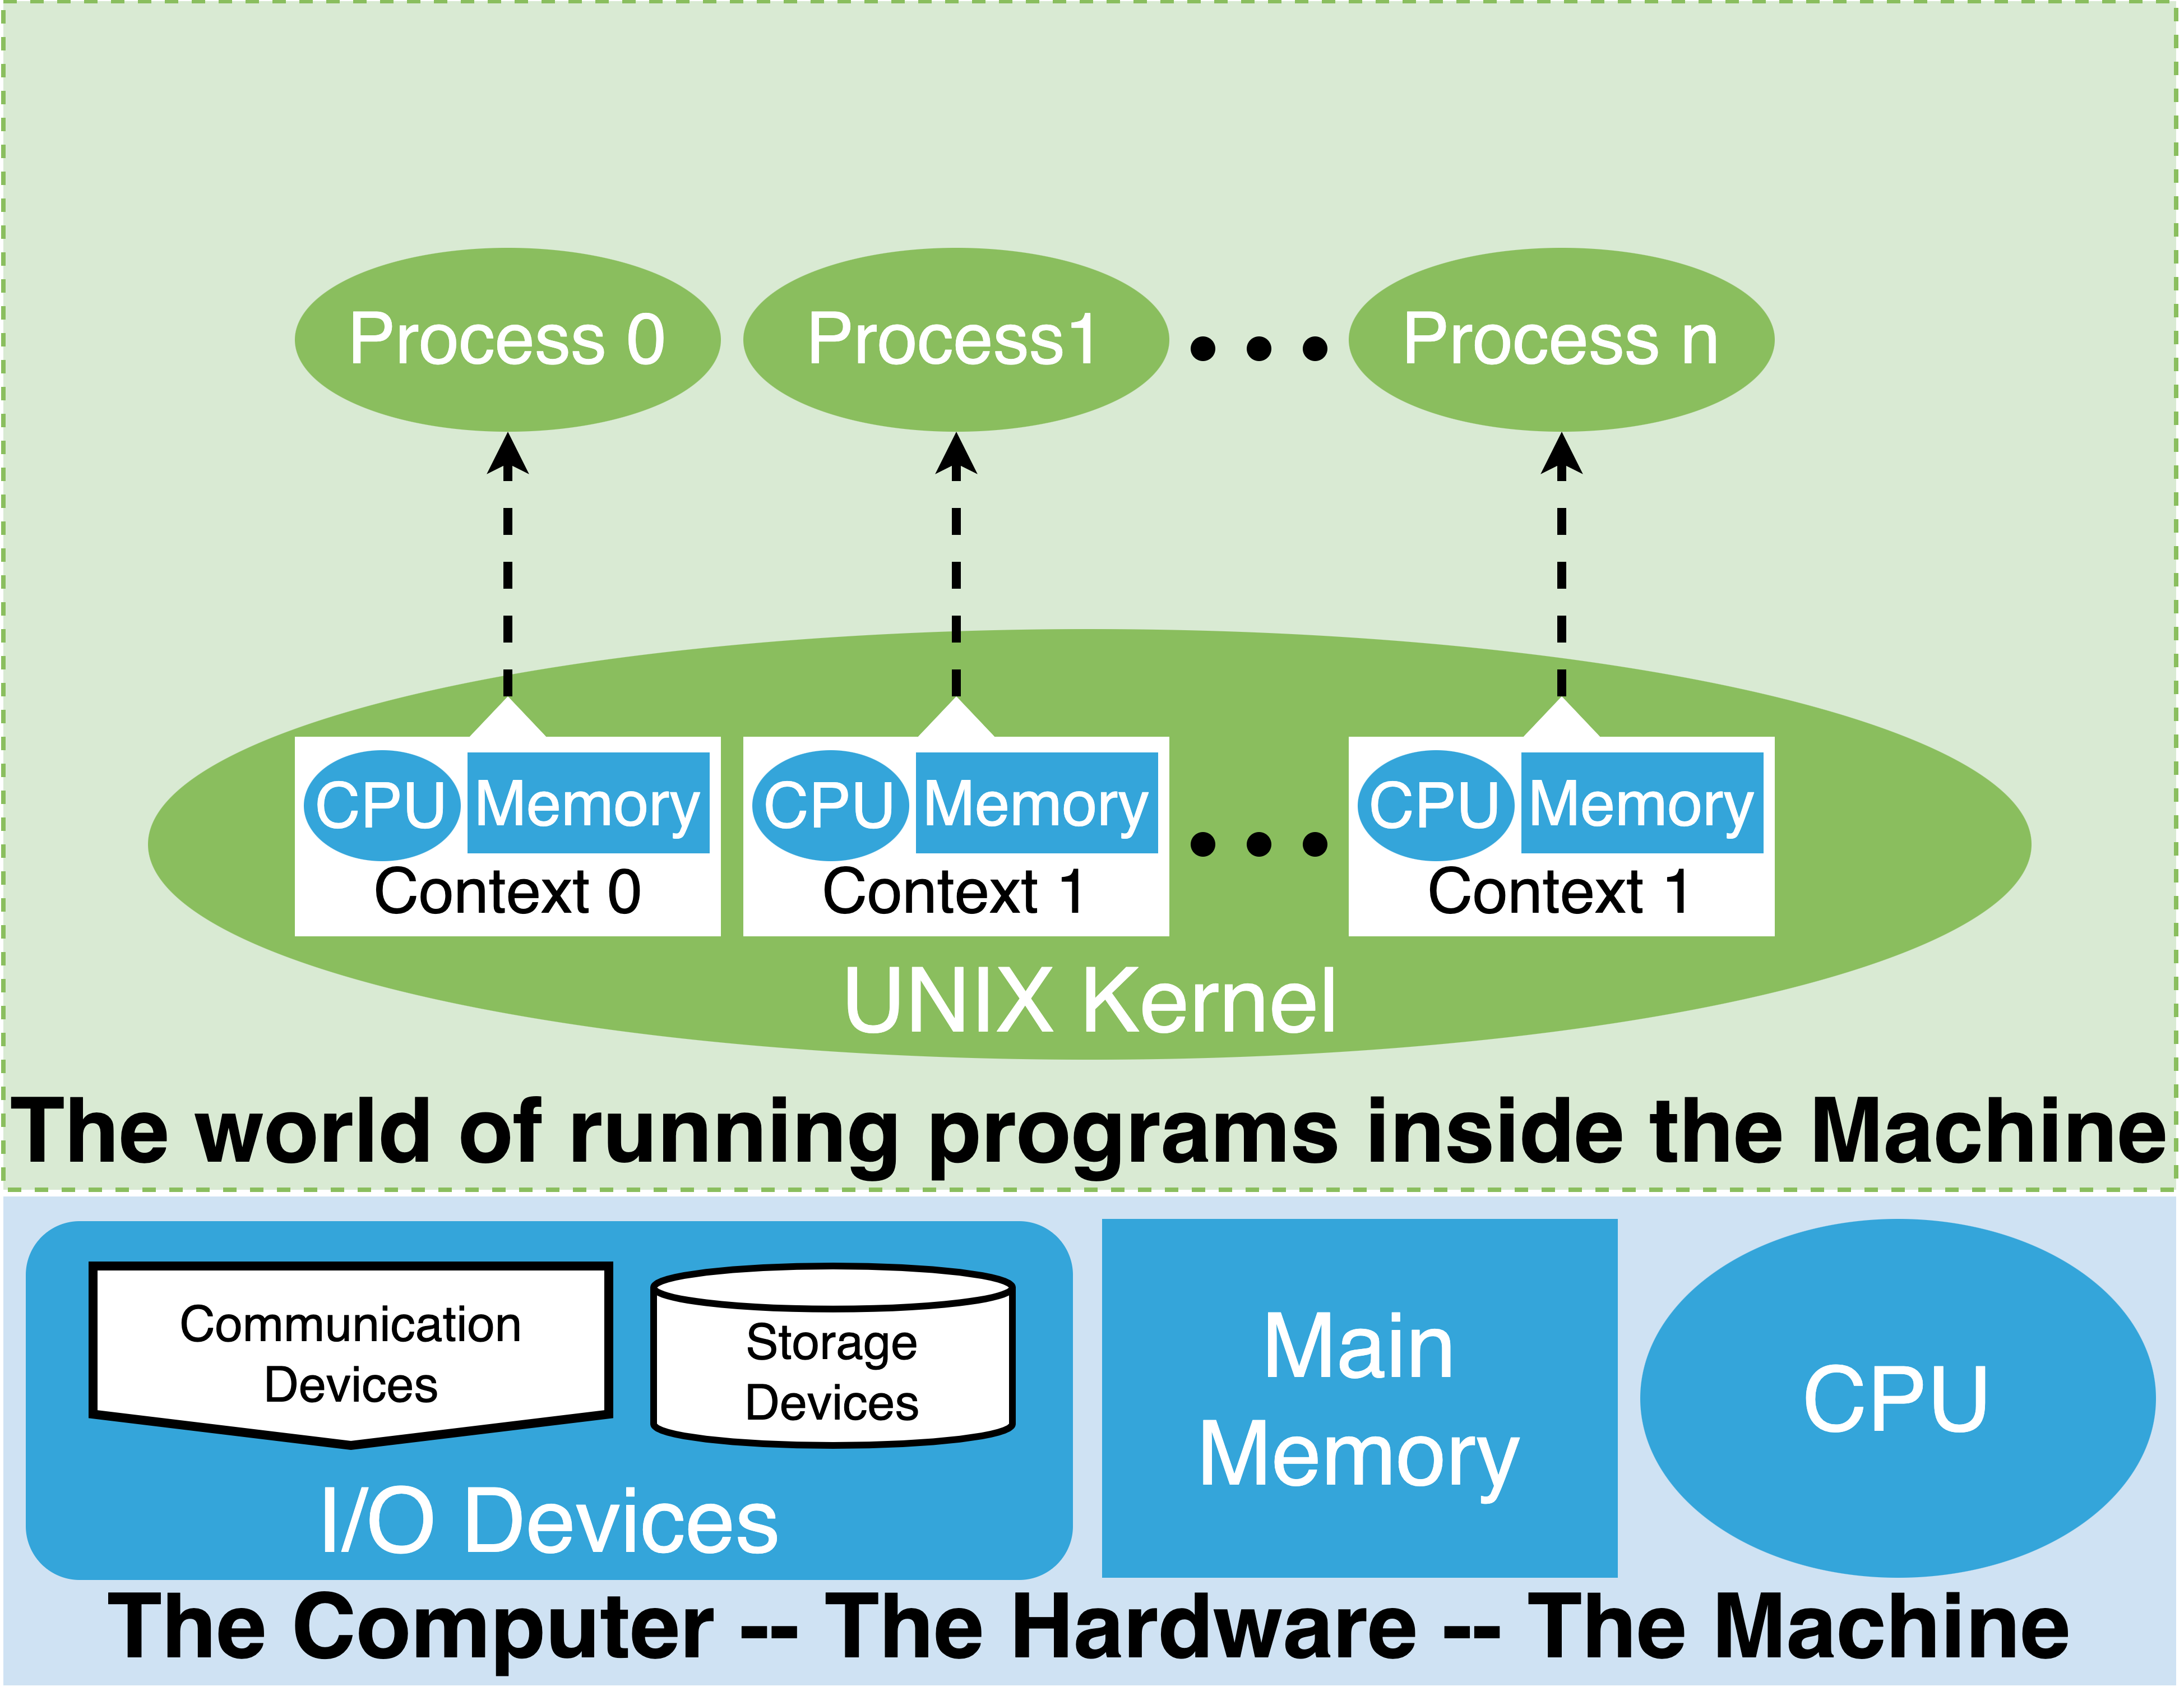 Process 0
Process1
Process n
CPU
Memory
Context 0
CPU
Memory
Context 1
CPU
Memory
Context 1
UNIX Kernel
The world of running programs inside the Machine
Communication
Devices
Storage
Devices
I/O Devices
Main
Memory
CPU
The Computer -- The Hardware -- The Machine